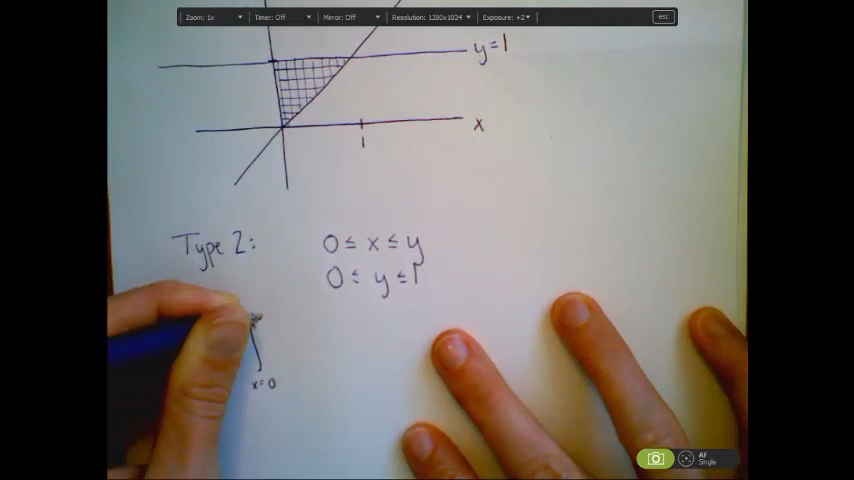 Zoom: 1x Timer: Off Mirror: Off Resolution: 1280x1024 Exposure: +2 esc
y=1
x
1
Type 2: 0 ≤ x ≤ y
0 ≤ y ≤ 1
x=0
AF
Single